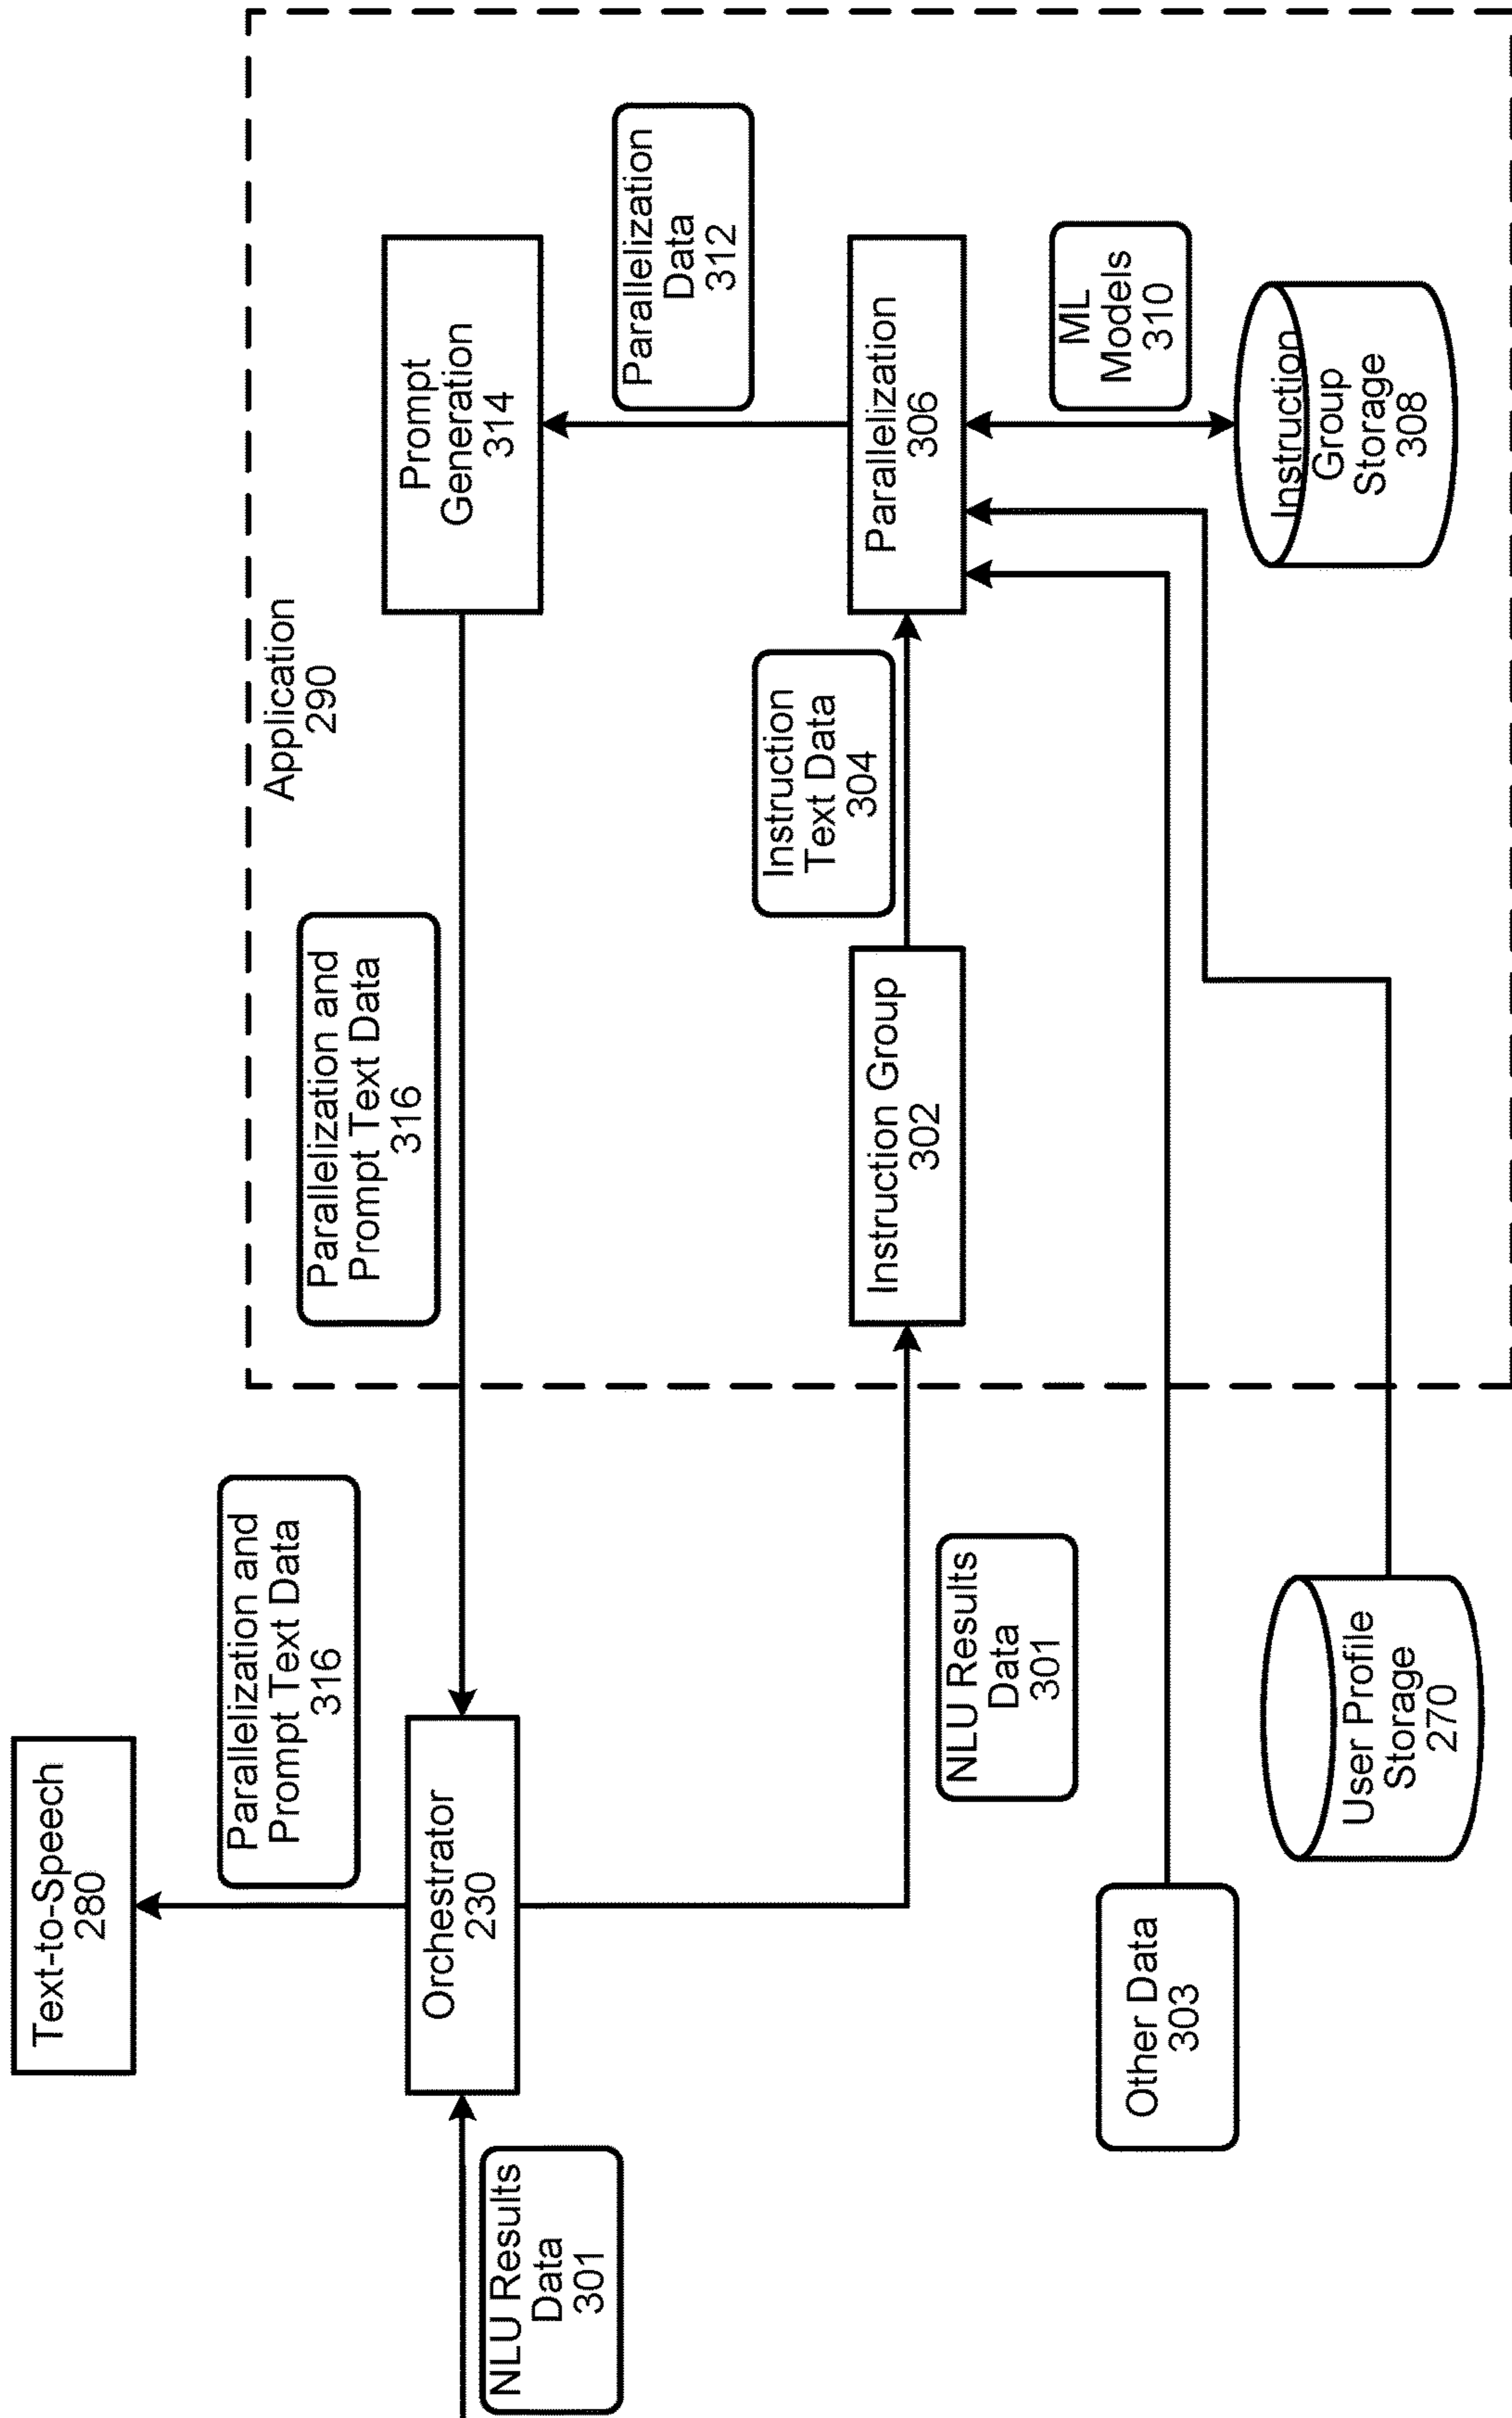 Text-to-Speech
280
Parallelization and
Prompt Text Data
316
Parallelization and
Prompt Text Data
316
Application
290
NLU Results
Data
301
Orchestrator
230
Prompt
Generation
314
Parallelization
Data
312
NLU Results
Data
301
Instruction Group
302
Instruction
Text Data
304
Parallelization
306
Other Data
303
ML
Models
310
User Profile
Storage
270
Instruction
Group
Storage
308